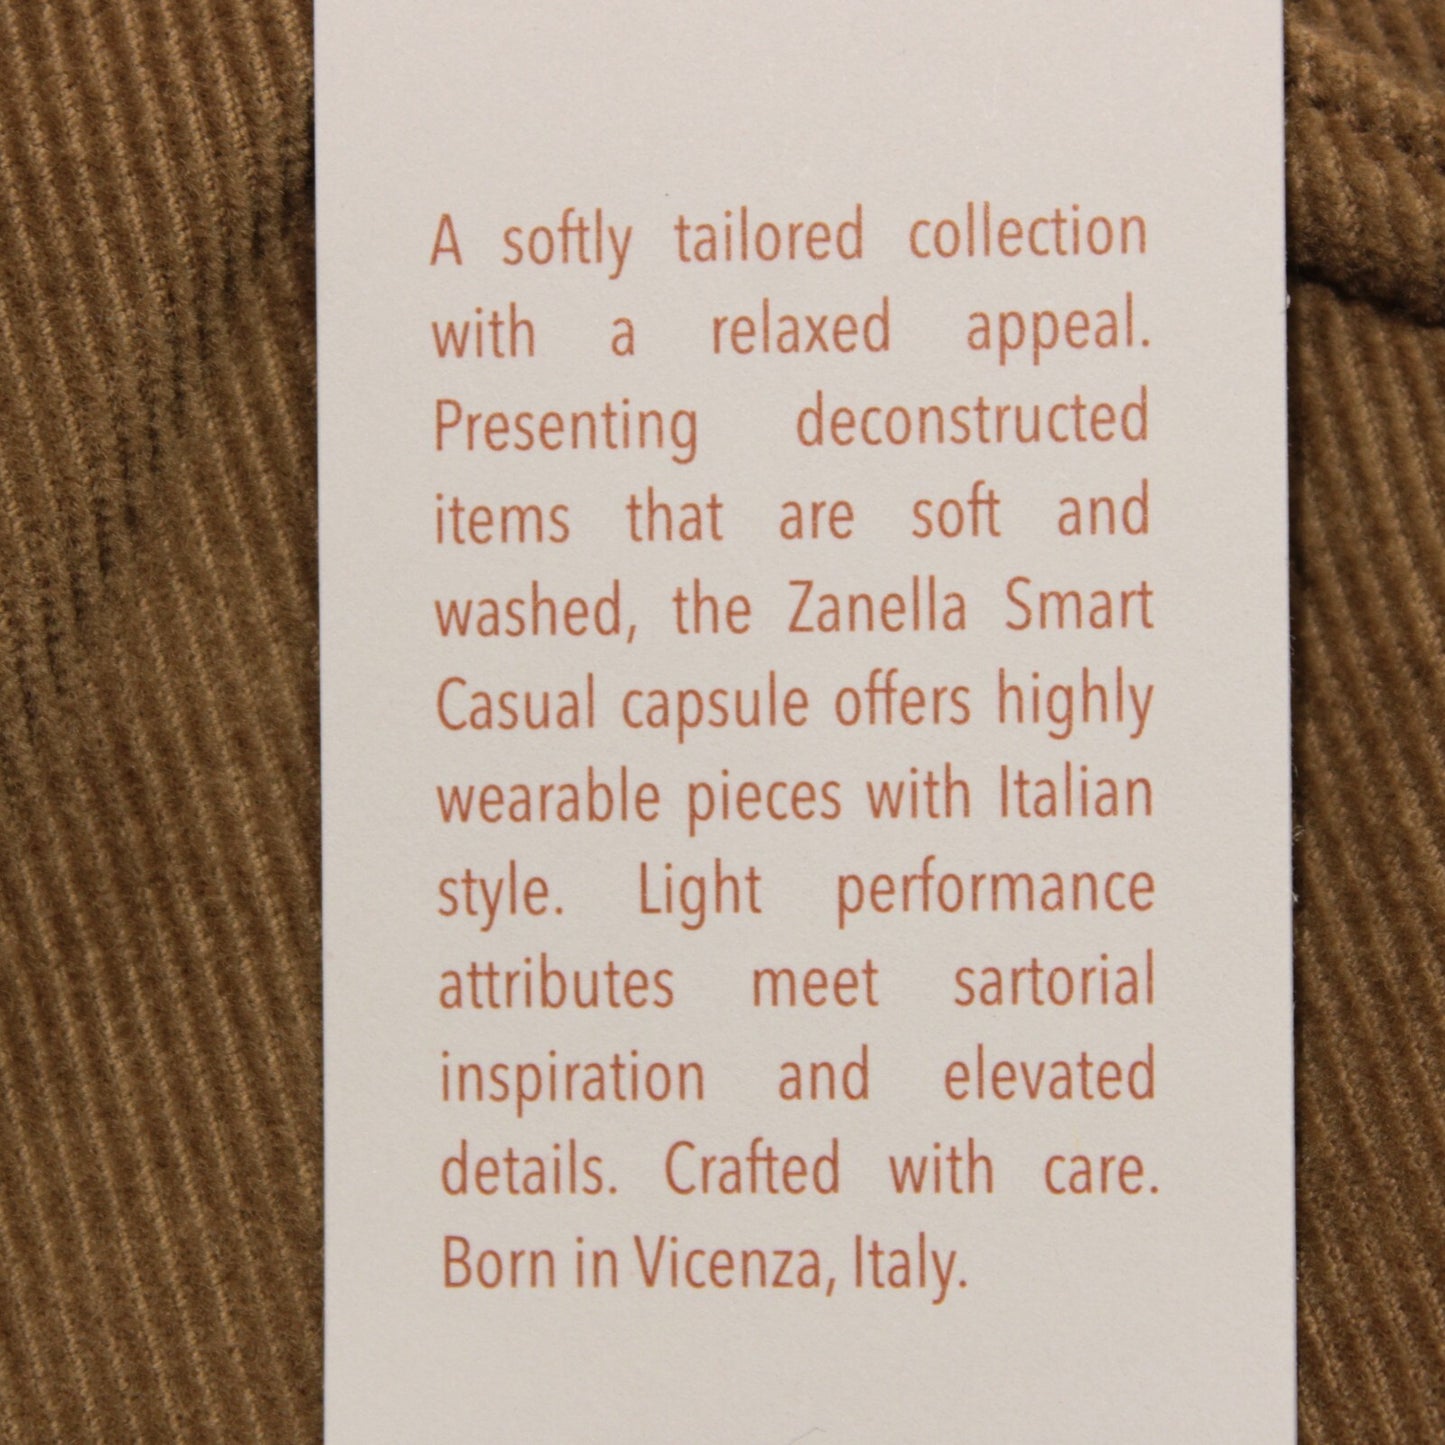 A softly tailored collection
with a relaxed appeal.
Presenting deconstructed
items that are soft and
washed, the Zanella Smart
Casual capsule offers highly
wearable pieces with Italian
style. Light performance
attributes meet sartorial
inspiration and elevated
details. Crafted with care.
Born in Vicenza, Italy.